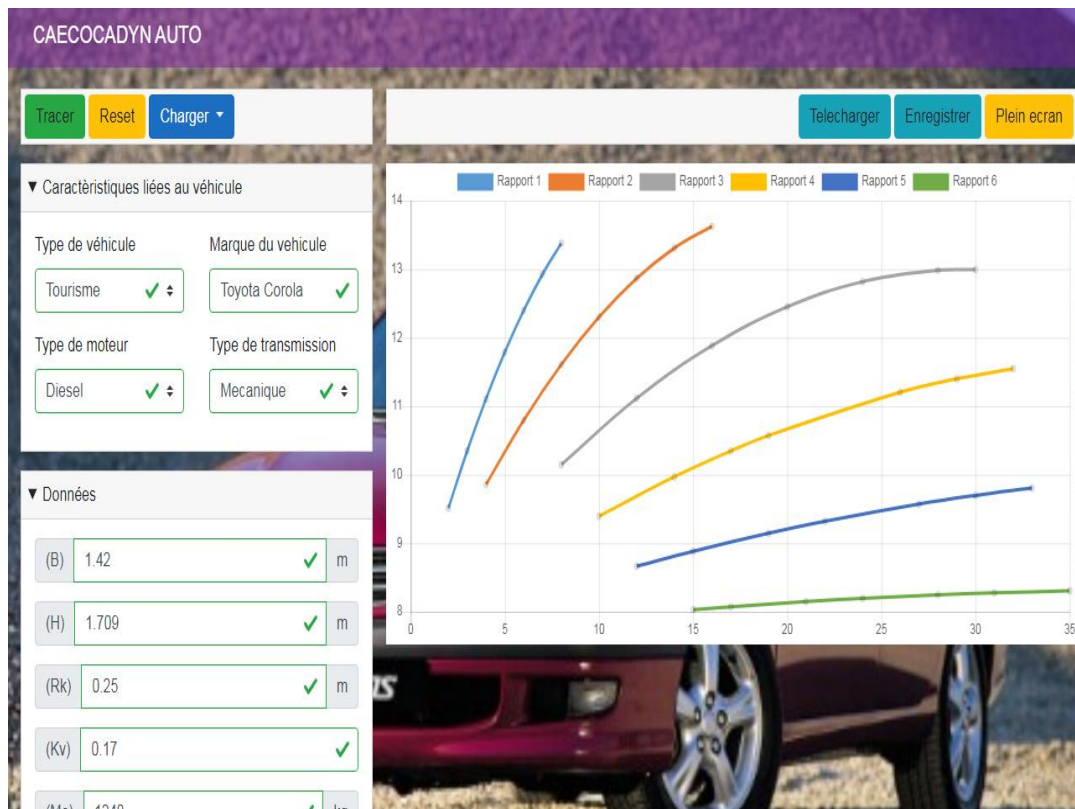 CAECOCADYN AUTO
Tracer Reset Charger
Telecharger Enregistrer Plein ecran
Caractèristiques liées au véhicule
Type de véhicule Marque du vehicule
Tourisme Toyota Corola
Type de moteur Type de transmission
Diesel Mecanique
Données
(B) 1.42 m
(H) 1.709 m
(Rk) 0.25 m
(Kv) 0.17
Rapport 1 Rapport 2 Rapport 3 Rapport 4 Rapport 5 Rapport 6
14
13
12
11
10
9
8
0 5 10 15 20 25 30 35